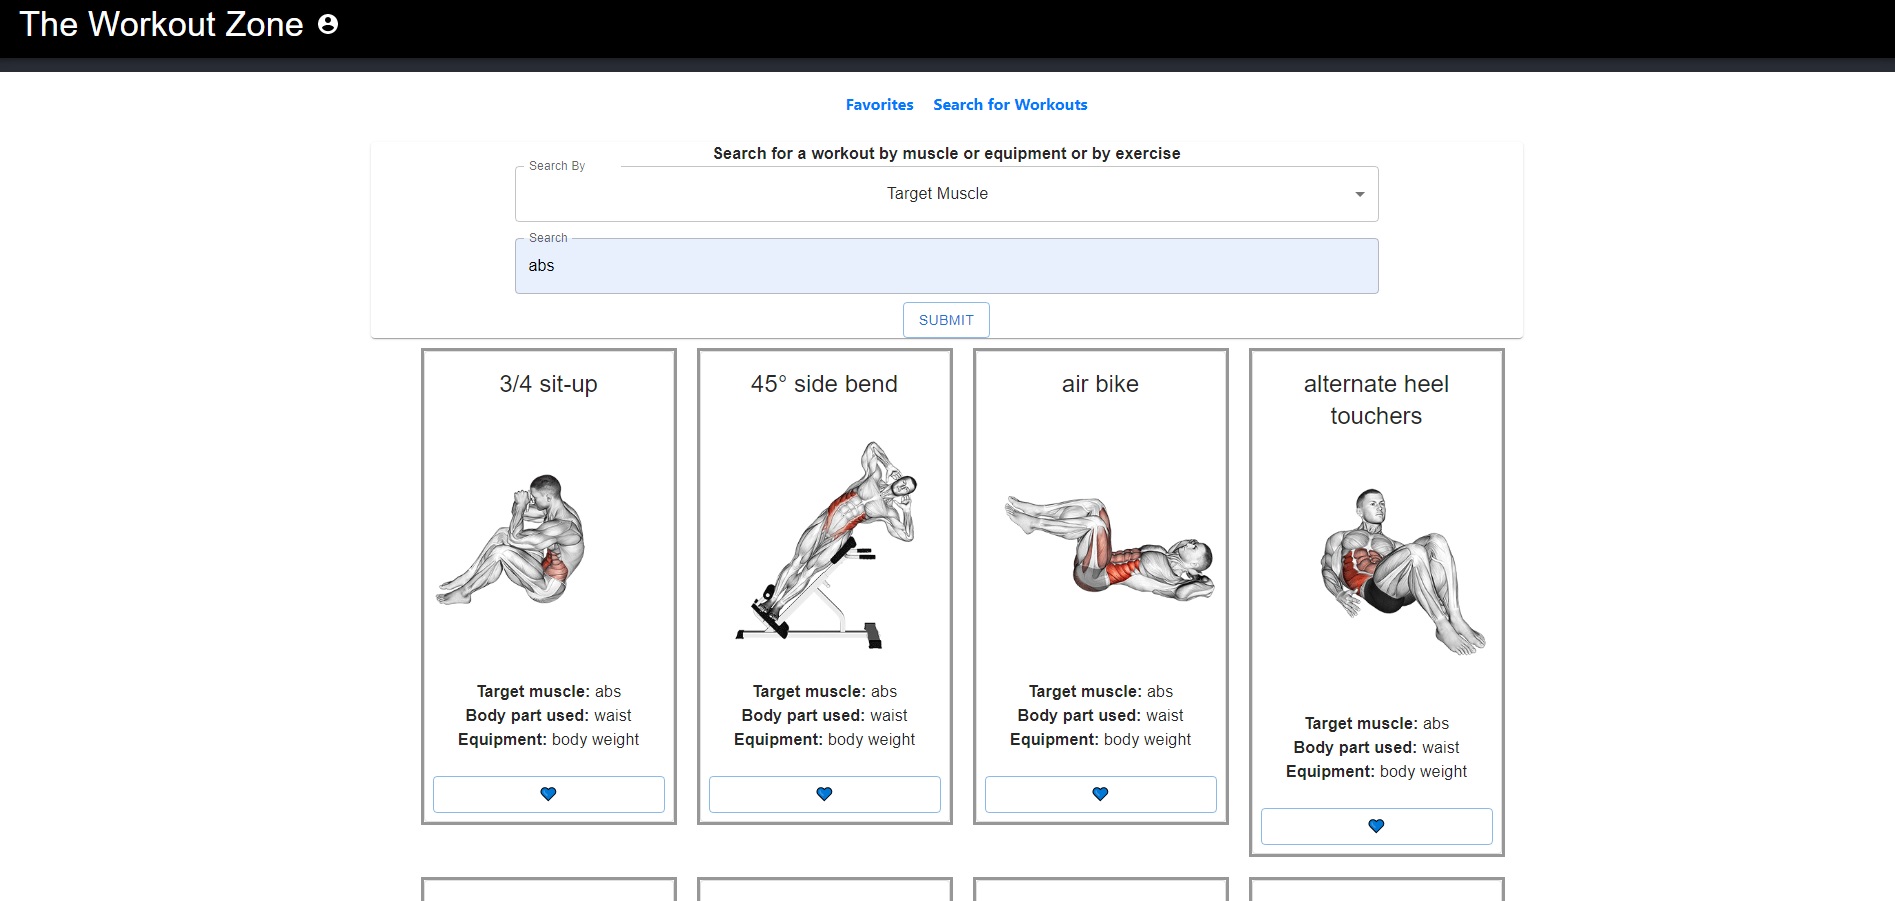 The Workout Zone
Favorites Search for Workouts
Search for a workout by muscle or equipment or by exercise
Search By
Target Muscle
Search
abs
SUBMIT
3/4 sit-up
Target muscle: abs
Body part used: waist
Equipment: body weight
45° side bend
Target muscle: abs
Body part used: waist
Equipment: body weight
air bike
Target muscle: abs
Body part used: waist
Equipment: body weight
alternate heel
touchers
Target muscle: abs
Body part used: waist
Equipment: body weight